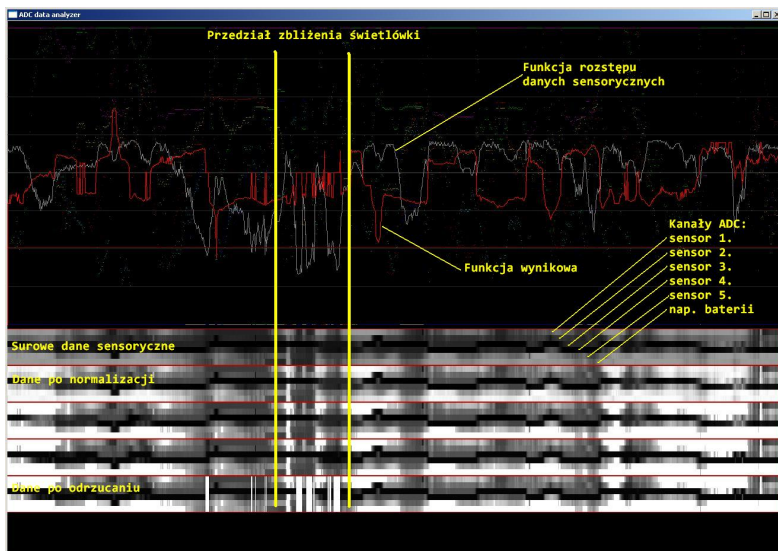 ADC data analyzer
Przedział zbliżenia świetlówki
Funkcja rozstępu
danych sensorycznych
Funkcja wynikowa
Kanały ADC:
sensor 1.
sensor 2.
sensor 3.
sensor 4.
sensor 5.
nap. baterii
Surowe dane sensoryczne
Dane po normalizacji
Dane po odrzucaniu